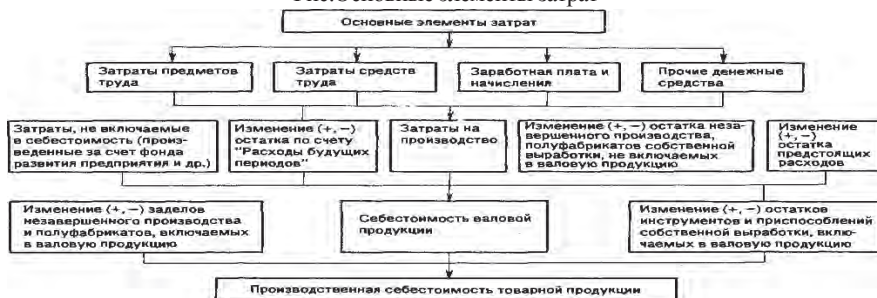 Основные элементы затрат
Затраты предметов
труда
Затраты средств
труда
Заработная плата и
начисления
Прочие денежные
средства
Затраты, не включаемые
в себестоимость (произ-
веденные за счет фонда
развития предприятия и др.)
Изменение (+, −)
остатка по счету
"Расходы будущих
периодов"
Затраты на
производство
Изменение (+, −) остатка неза-
вершенного производства,
полуфабрикатов собственной
выработки, не включаемых
в валовую продукцию
Изменение
(+, −)
остатка
предстоящих
расходов
Изменение (+, −) заделов
незавершенного производства
и полуфабрикатов, включаемых
в валовую продукцию
Себестоимость валовой
продукции
Изменение (+, −) остатков
инструментов и приспособлений
собственной выработки, вклю-
чаемых в валовую продукцию
Производственная себестоимость товарной продукции